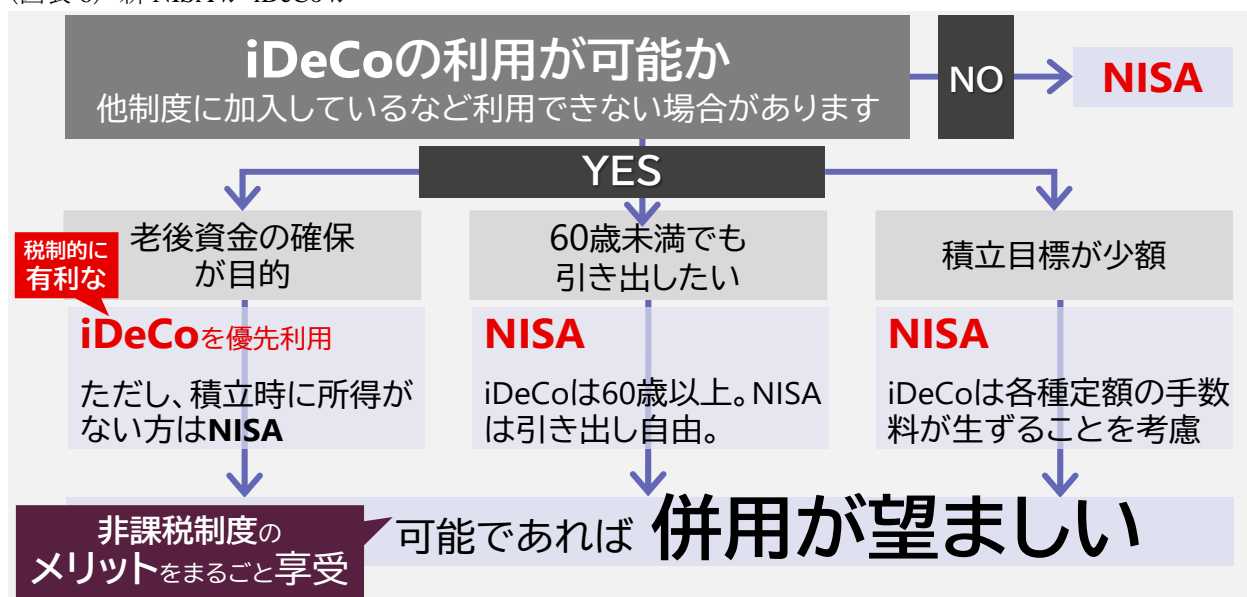 iDeCoの利用が可能か
他制度に加入しているなど利用できない場合があります
NO
NISA
YES
老後資金の確保
が目的
税制的に
有利な
iDeCoを優先利用
ただし、積立時に所得が
ない方はNISA
60歳未満でも
引き出したい
NISA
iDeCoは60歳以上。NISA
は引き出し自由。
積立目標が少額
NISA
iDeCoは各種定額の手数
料が生ずることを考慮
非課税制度の
メリットをまるごと享受
可能であれば 併用が望ましい